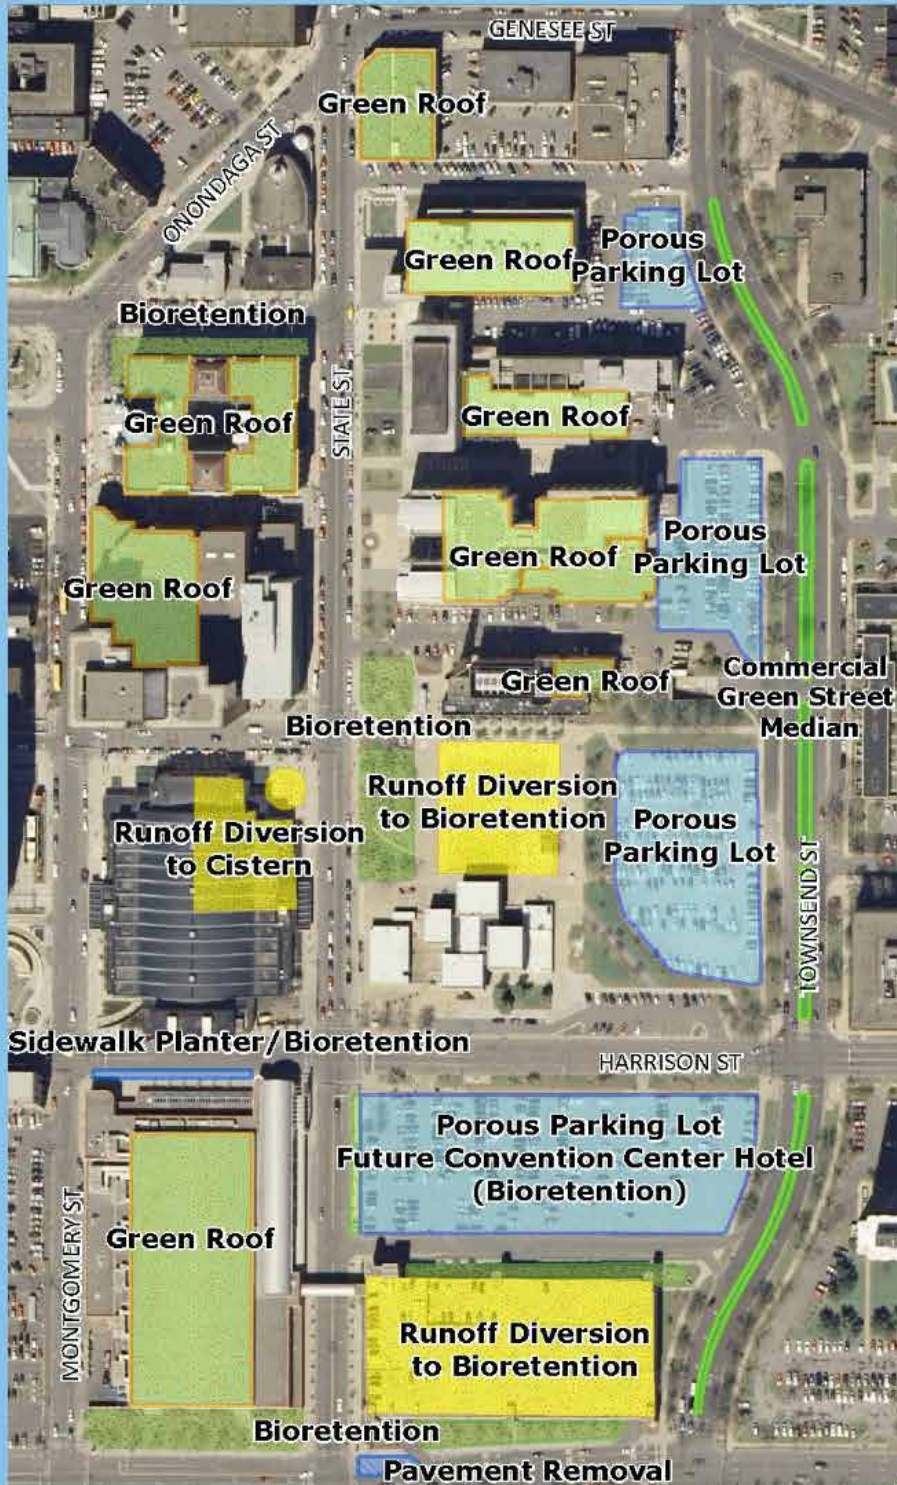 GENESEE ST
Green Roof
ONONDAGA ST
Porous
Parking Lot
Green Roof
Bioretention
STATE ST
Green Roof
Green Roof
Porous
Parking Lot
Green Roof
Green Roof
Commercial
Green Street
Median
Green Roof
Bioretention
Runoff Diversion
to Bioretention
Runoff Diversion
to Cistern
Porous
Parking Lot
TOWNSEND ST
Sidewalk Planter/Bioretention
HARRISON ST
Porous Parking Lot
Future Convention Center Hotel
(Bioretention)
MONTGOMERY ST
Green Roof
Runoff Diversion
to Bioretention
Bioretention
Pavement Removal